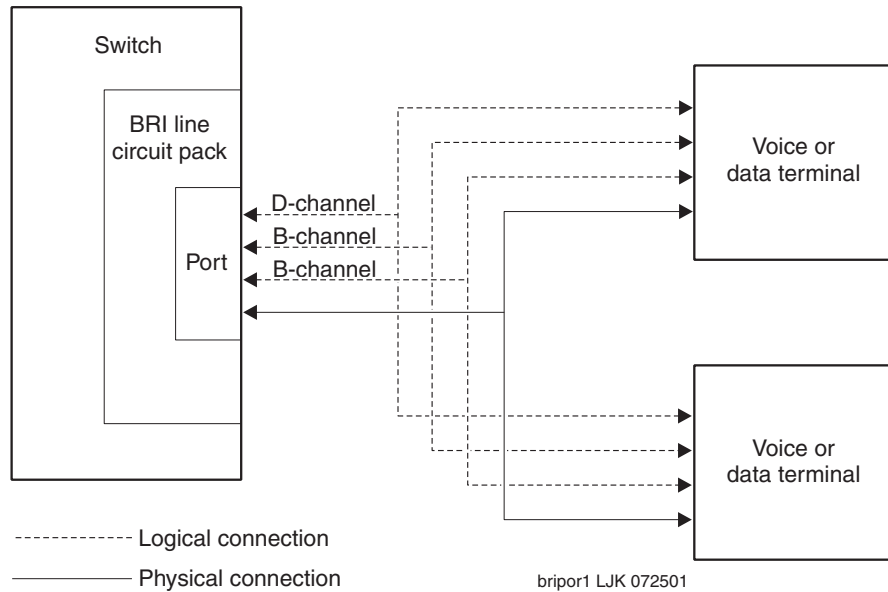 Switch
BRI line
circuit pack
Port
D-channel
B-channel
B-channel
Voice or
data terminal
Voice or
data terminal
Logical connection
Physical connection
bripor1 LJK 072501